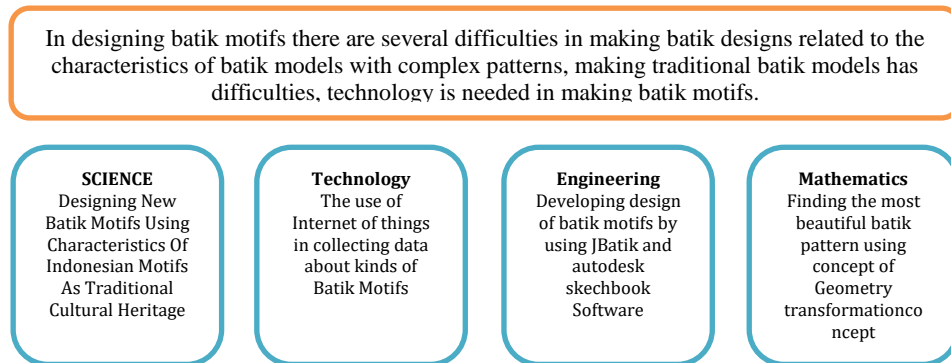 In designing batik motifs there are several difficulties in making batik designs related to the
characteristics of batik models with complex patterns, making traditional batik models has
difficulties, technology is needed in making batik motifs.
SCIENCE
Designing New
Batik Motifs Using
Characteristics Of
Indonesian Motifs
As Traditional
Cultural Heritage
Technology
The use of
Internet of things
in collecting data
about kinds of
Batik Motifs
Engineering
Developing design
of batik motifs by
using JBatik and
autodesk
skechbook
Software
Mathematics
Finding the most
beautiful batik
pattern using
concept of
Geometry
transformationco
ncept